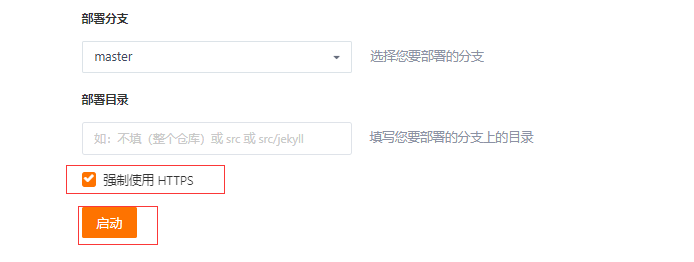 部署分支
master 选择您要部署的分支
部署目录
如：不填（整个仓库）或 src 或 src/jekyll 填写您要部署的分支上的目录
强制使用 HTTPS
启动